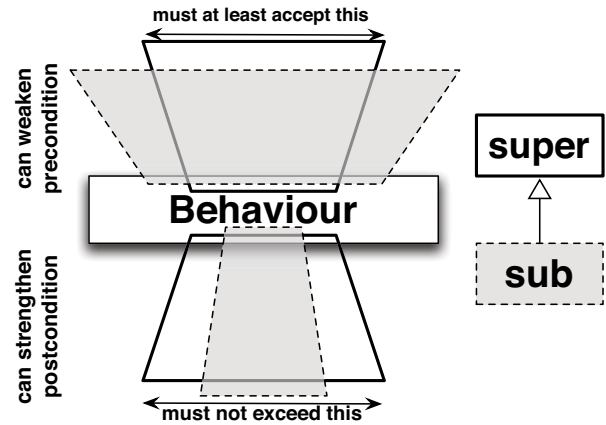 must at least accept this
can weaken
precondition
super
Behaviour
sub
can strengthen
postcondition
must not exceed this